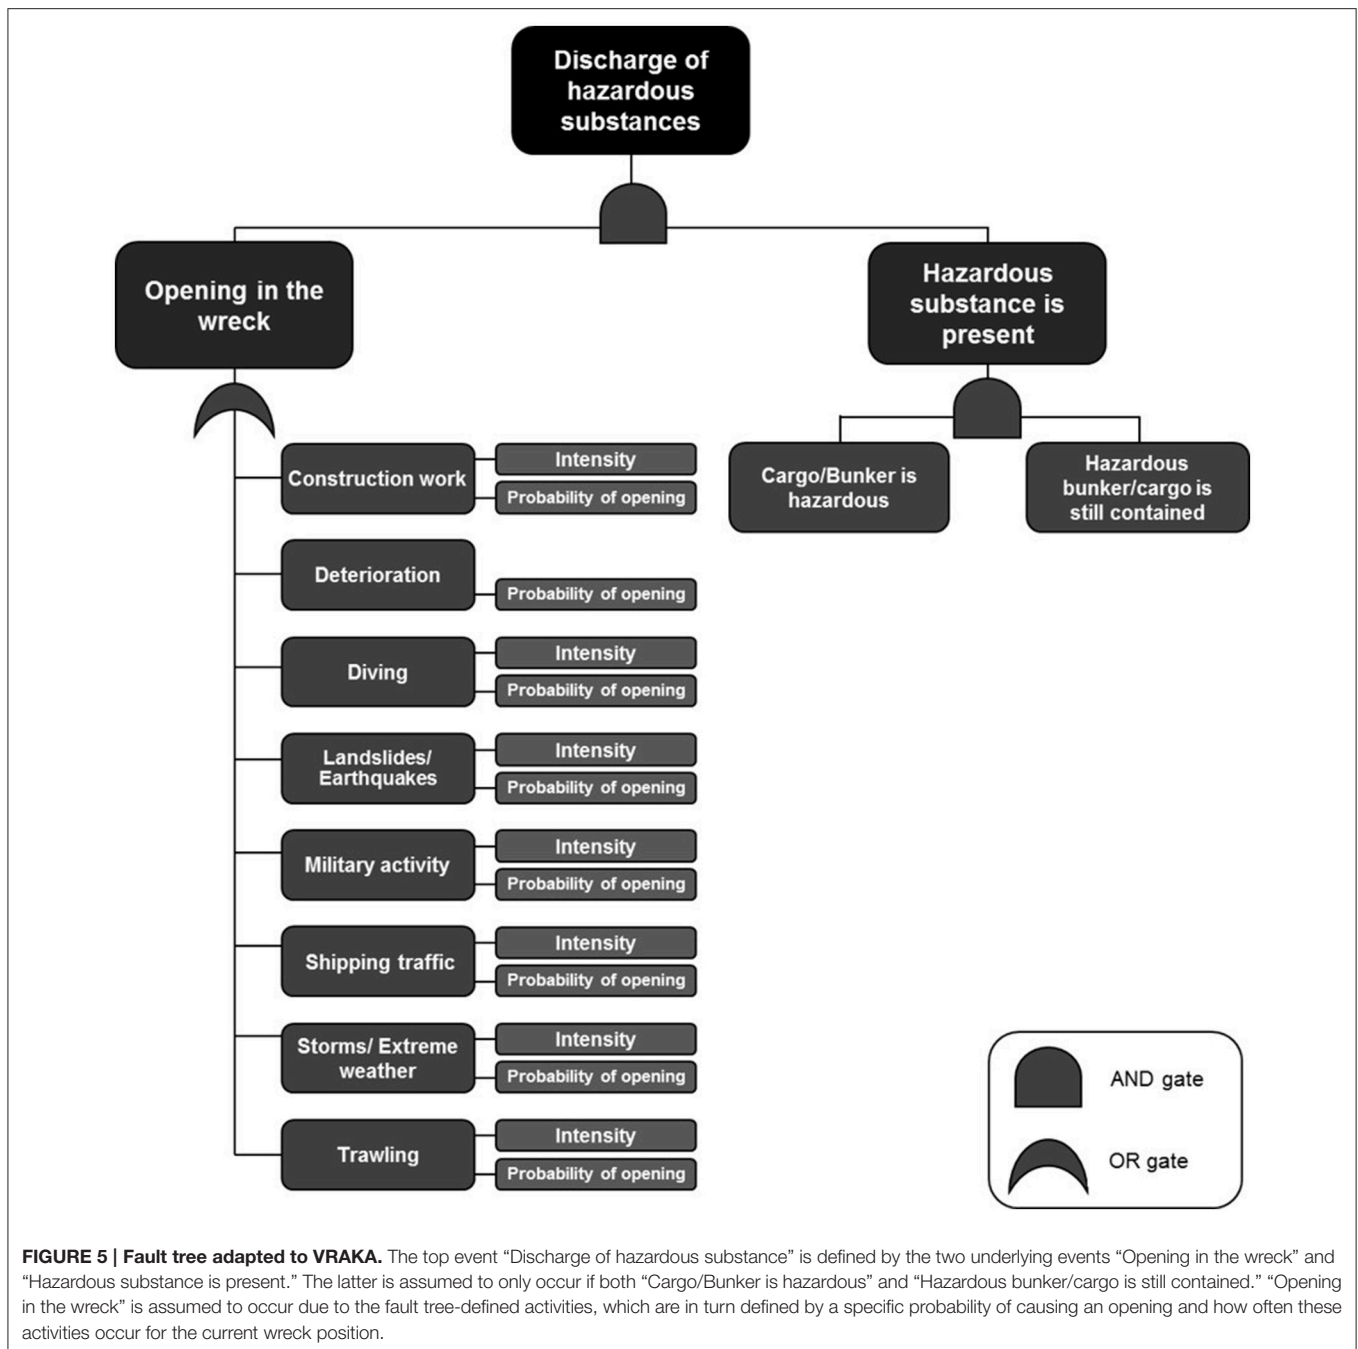 Discharge of
hazardous
substances
Opening in the
wreck
Hazardous
substance is
present
Construction work
Intensity
Probability of opening
Deterioration
Probability of opening
Diving
Intensity
Probability of opening
Landslides/
Earthquakes
Intensity
Probability of opening
Military activity
Intensity
Probability of opening
Shipping traffic
Intensity
Probability of opening
Storms/ Extreme
weather
Intensity
Probability of opening
Trawling
Intensity
Probability of opening
Cargo/Bunker is
hazardous
Hazardous
bunker/cargo is
still contained
AND gate
OR gate
FIGURE 5 | Fault tree adapted to VRAKA. The top event “Discharge of hazardous substance” is defined by the two underlying events “Opening in the wreck” and
“Hazardous substance is present.” The latter is assumed to only occur if both “Cargo/Bunker is hazardous” and “Hazardous bunker/cargo is still contained.” “Opening
in the wreck” is assumed to occur due to the fault tree-defined activities, which are in turn defined by a specific probability of causing an opening and how often these
activities occur for the current wreck position.